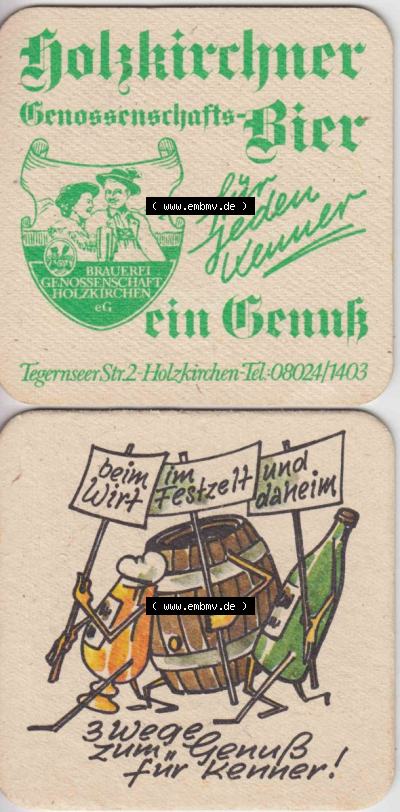 Holzkirchner
Genossenschafts-
Bier
( www.embmv.de )
für
jeden
Kenner
BRAUEREI
GENOSSENSCHAFT
HOLZKIRCHEN
eG
ein Genuß
Tegernseer Str. 2 - Holzkirchen - Tel.: 08024/1403
beim
Wirt
im
Festzelt
und
daheim
( www.embmv.de )
3 Wege
zum „Genuß
für Kenner!